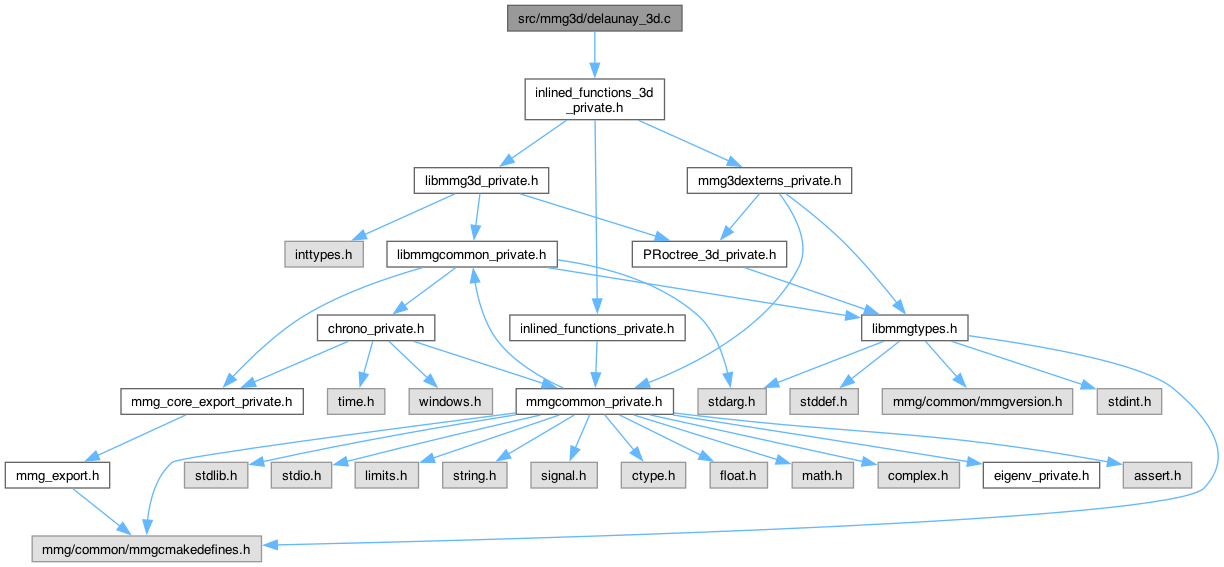 src/mmg3d/delaunay_3d.c
inlined_functions_3d
_private.h
libmmg3d_private.h
mmg3dexterns_private.h
inttypes.h
libmmgcommon_private.h
PRoctree_3d_private.h
chrono_private.h
inlined_functions_private.h
libmmgtypes.h
mmg_core_export_private.h
time.h
windows.h
mmgcommon_private.h
stdarg.h
stddef.h
mmg/common/mmgversion.h
stdint.h
mmg_export.h
stdlib.h
stdio.h
limits.h
string.h
signal.h
ctype.h
float.h
math.h
complex.h
eigenv_private.h
assert.h
mmg/common/mmgcmakedefines.h